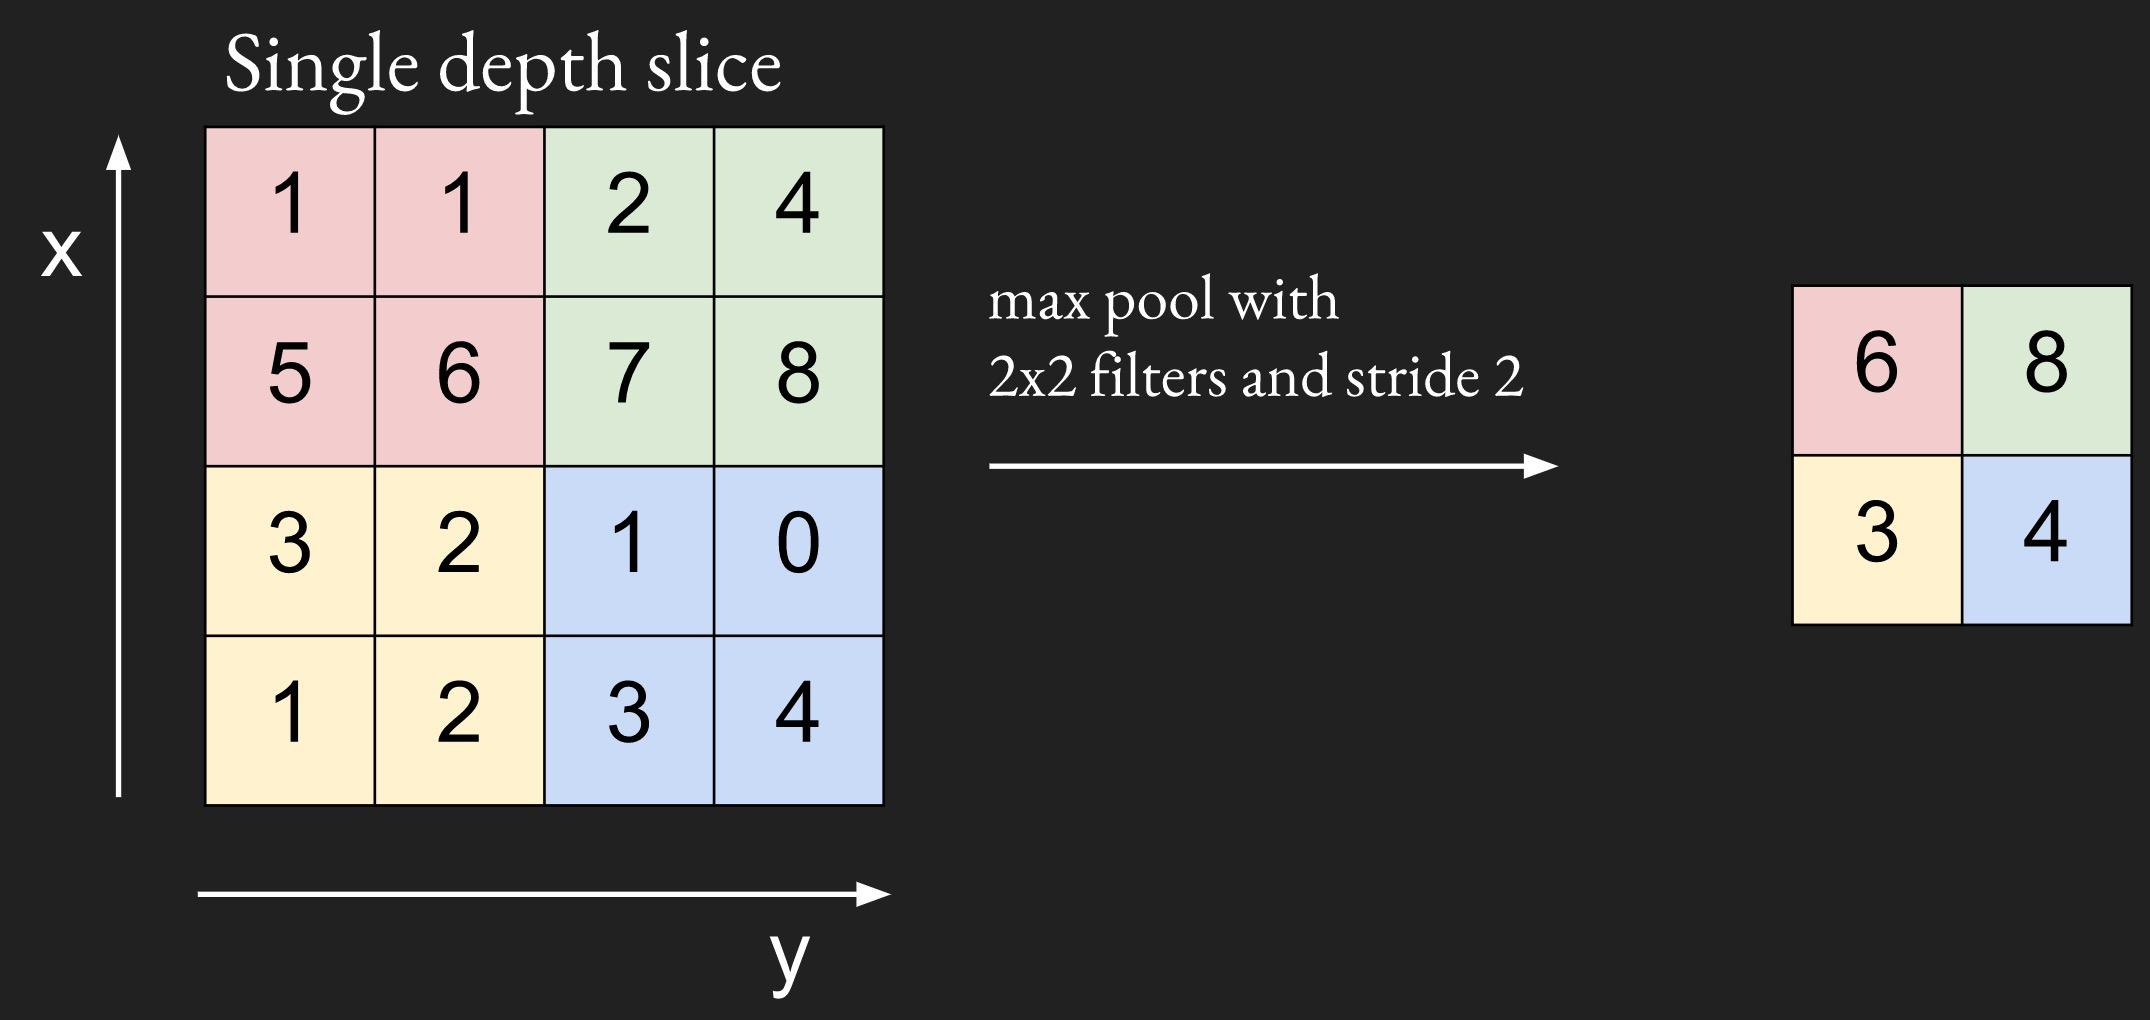 Single depth slice
x
1 1 2 4
5 6 7 8
3 2 1 0
1 2 3 4
y
max pool with
2x2 filters and stride 2
6 8
3 4